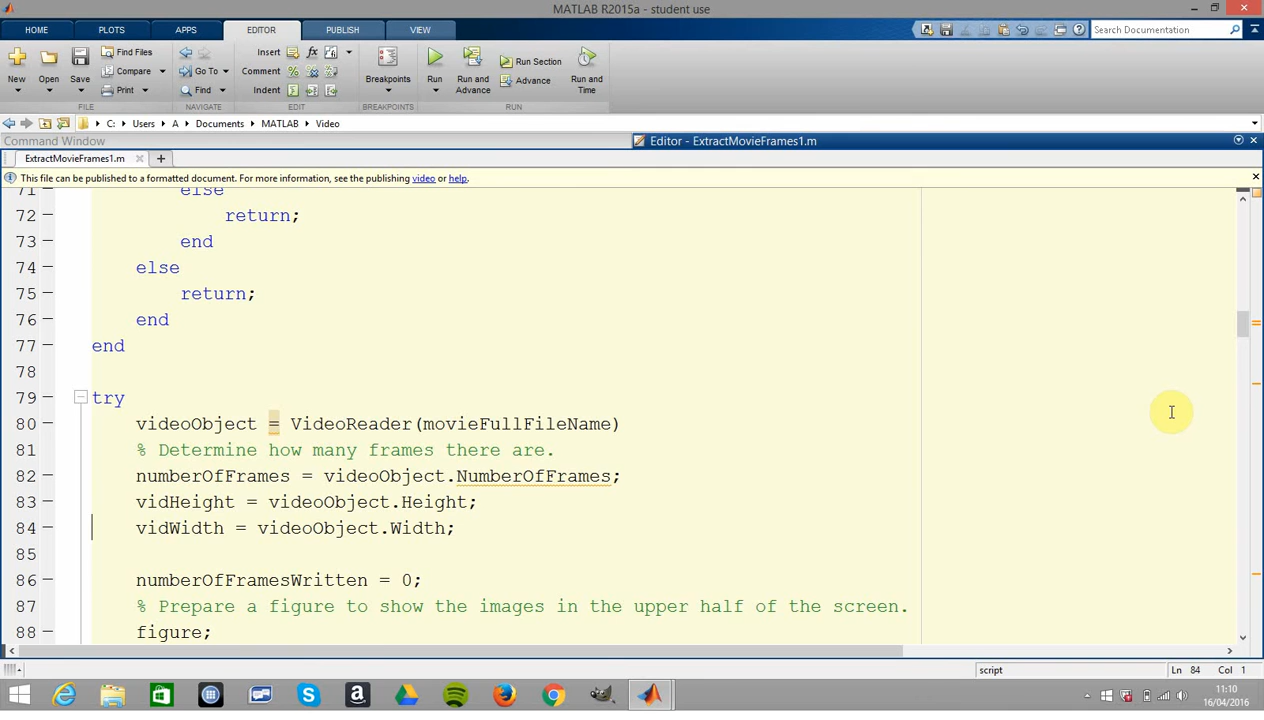 MATLAB R2015a - student use
HOME PLOTS APPS EDITOR PUBLISH VIEW
Search Documentation
Find Files
Insert
fx
Compare
Go To
Comment
Run Section
New Open Save
Breakpoints
Run Run and Advance
Advance
Run and Time
Print
Find
Indent
FILE NAVIGATE EDIT BREAKPOINTS RUN
C: Users A Documents MATLAB Video
Command Window
Editor - ExtractMovieFrames1.m
ExtractMovieFrames1.m
This file can be published to a formatted document. For more information, see the publishing video or help.
71 else
72 return;
73 end
74 else
75 return;
76 end
77 end
78
79 try
80 videoObject = VideoReader(movieFullFileName)
81 % Determine how many frames there are.
82 numberOfFrames = videoObject.NumberOfFrames;
83 vidHeight = videoObject.Height;
84 vidWidth = videoObject.Width;
85
86 numberOfFramesWritten = 0;
87 % Prepare a figure to show the images in the upper half of the screen.
88 figure;
script Ln 84 Col 1
11:10
16/04/2016